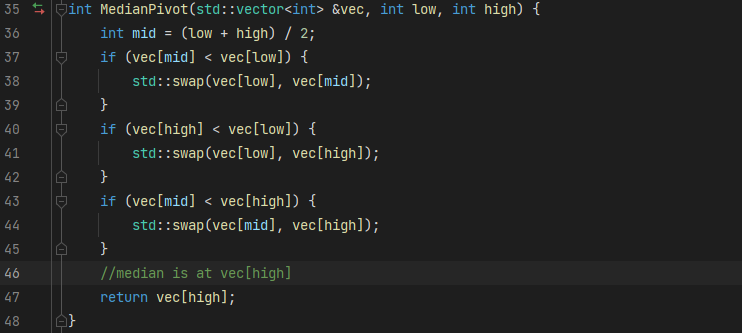 35 int MedianPivot(std::vector<int> &vec, int low, int high) {
36     int mid = (low + high) / 2;
37     if (vec[mid] < vec[low]) {
38         std::swap(vec[low], vec[mid]);
39     }
40     if (vec[high] < vec[low]) {
41         std::swap(vec[low], vec[high]);
42     }
43     if (vec[mid] < vec[high]) {
44         std::swap(vec[mid], vec[high]);
45     }
46     //median is at vec[high]
47     return vec[high];
48 }